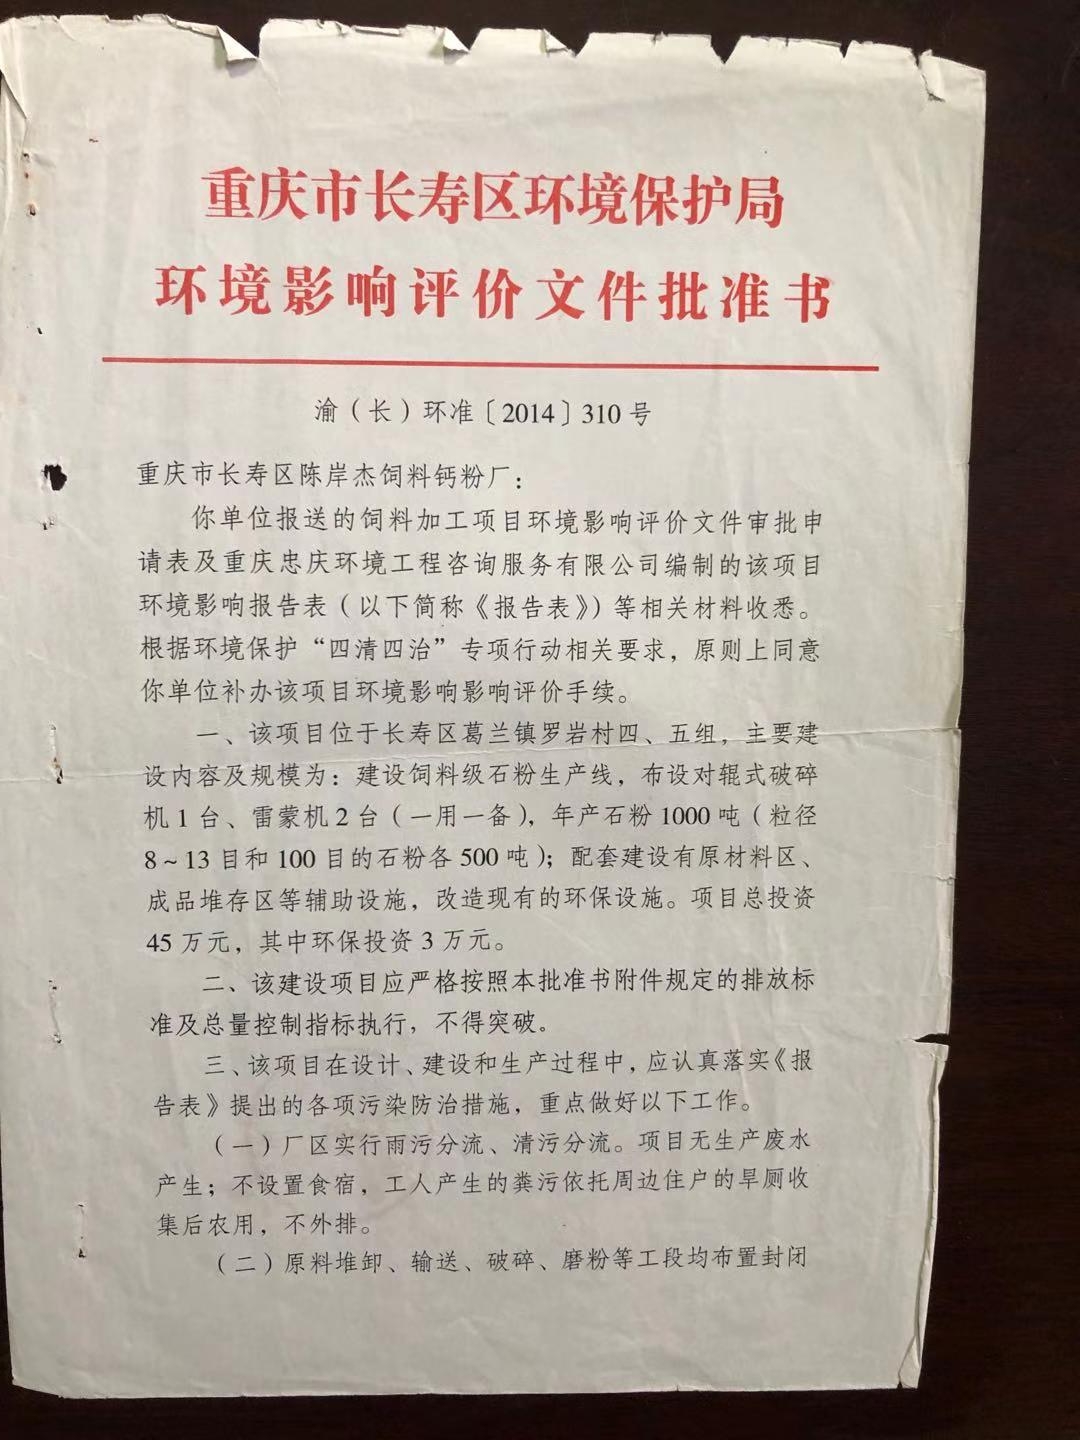 重庆市长寿区环境保护局
环境影响评价文件批准书
渝（长）环准〔2014〕310号
重庆市长寿区陈岸杰饲料钙粉厂：
你单位报送的饲料加工项目环境影响评价文件审批申
请表及重庆忠庆环境工程咨询服务有限公司编制的该项目
环境影响报告表（以下简称《报告表》）等相关材料收悉。
根据环境保护“四清四治”专项行动相关要求，原则上同意
你单位补办该项目环境影响影响评价手续。
一、该项目位于长寿区葛兰镇罗岩村四、五组，主要建
设内容及规模为：建设饲料级石粉生产线，布设对辊式破碎
机1台、雷蒙机2台（一用一备），年产石粉1000吨（粒径
8~13目和100目的石粉各500吨）；配套建设有原材料区、
成品堆存区等辅助设施，改造现有的环保设施。项目总投资
45万元，其中环保投资3万元。
二、该建设项目应严格按照本批准书附件规定的排放标
准及总量控制指标执行，不得突破。
三、该项目在设计、建设和生产过程中，应认真落实《报
告表》提出的各项污染防治措施，重点做好以下工作。
（一）厂区实行雨污分流、清污分流。项目无生产废水
产生；不设置食宿，工人产生的粪污依托周边住户的旱厕收
集后农用，不外排。
（二）原料堆卸、输送、破碎、磨粉等工段均布置封闭